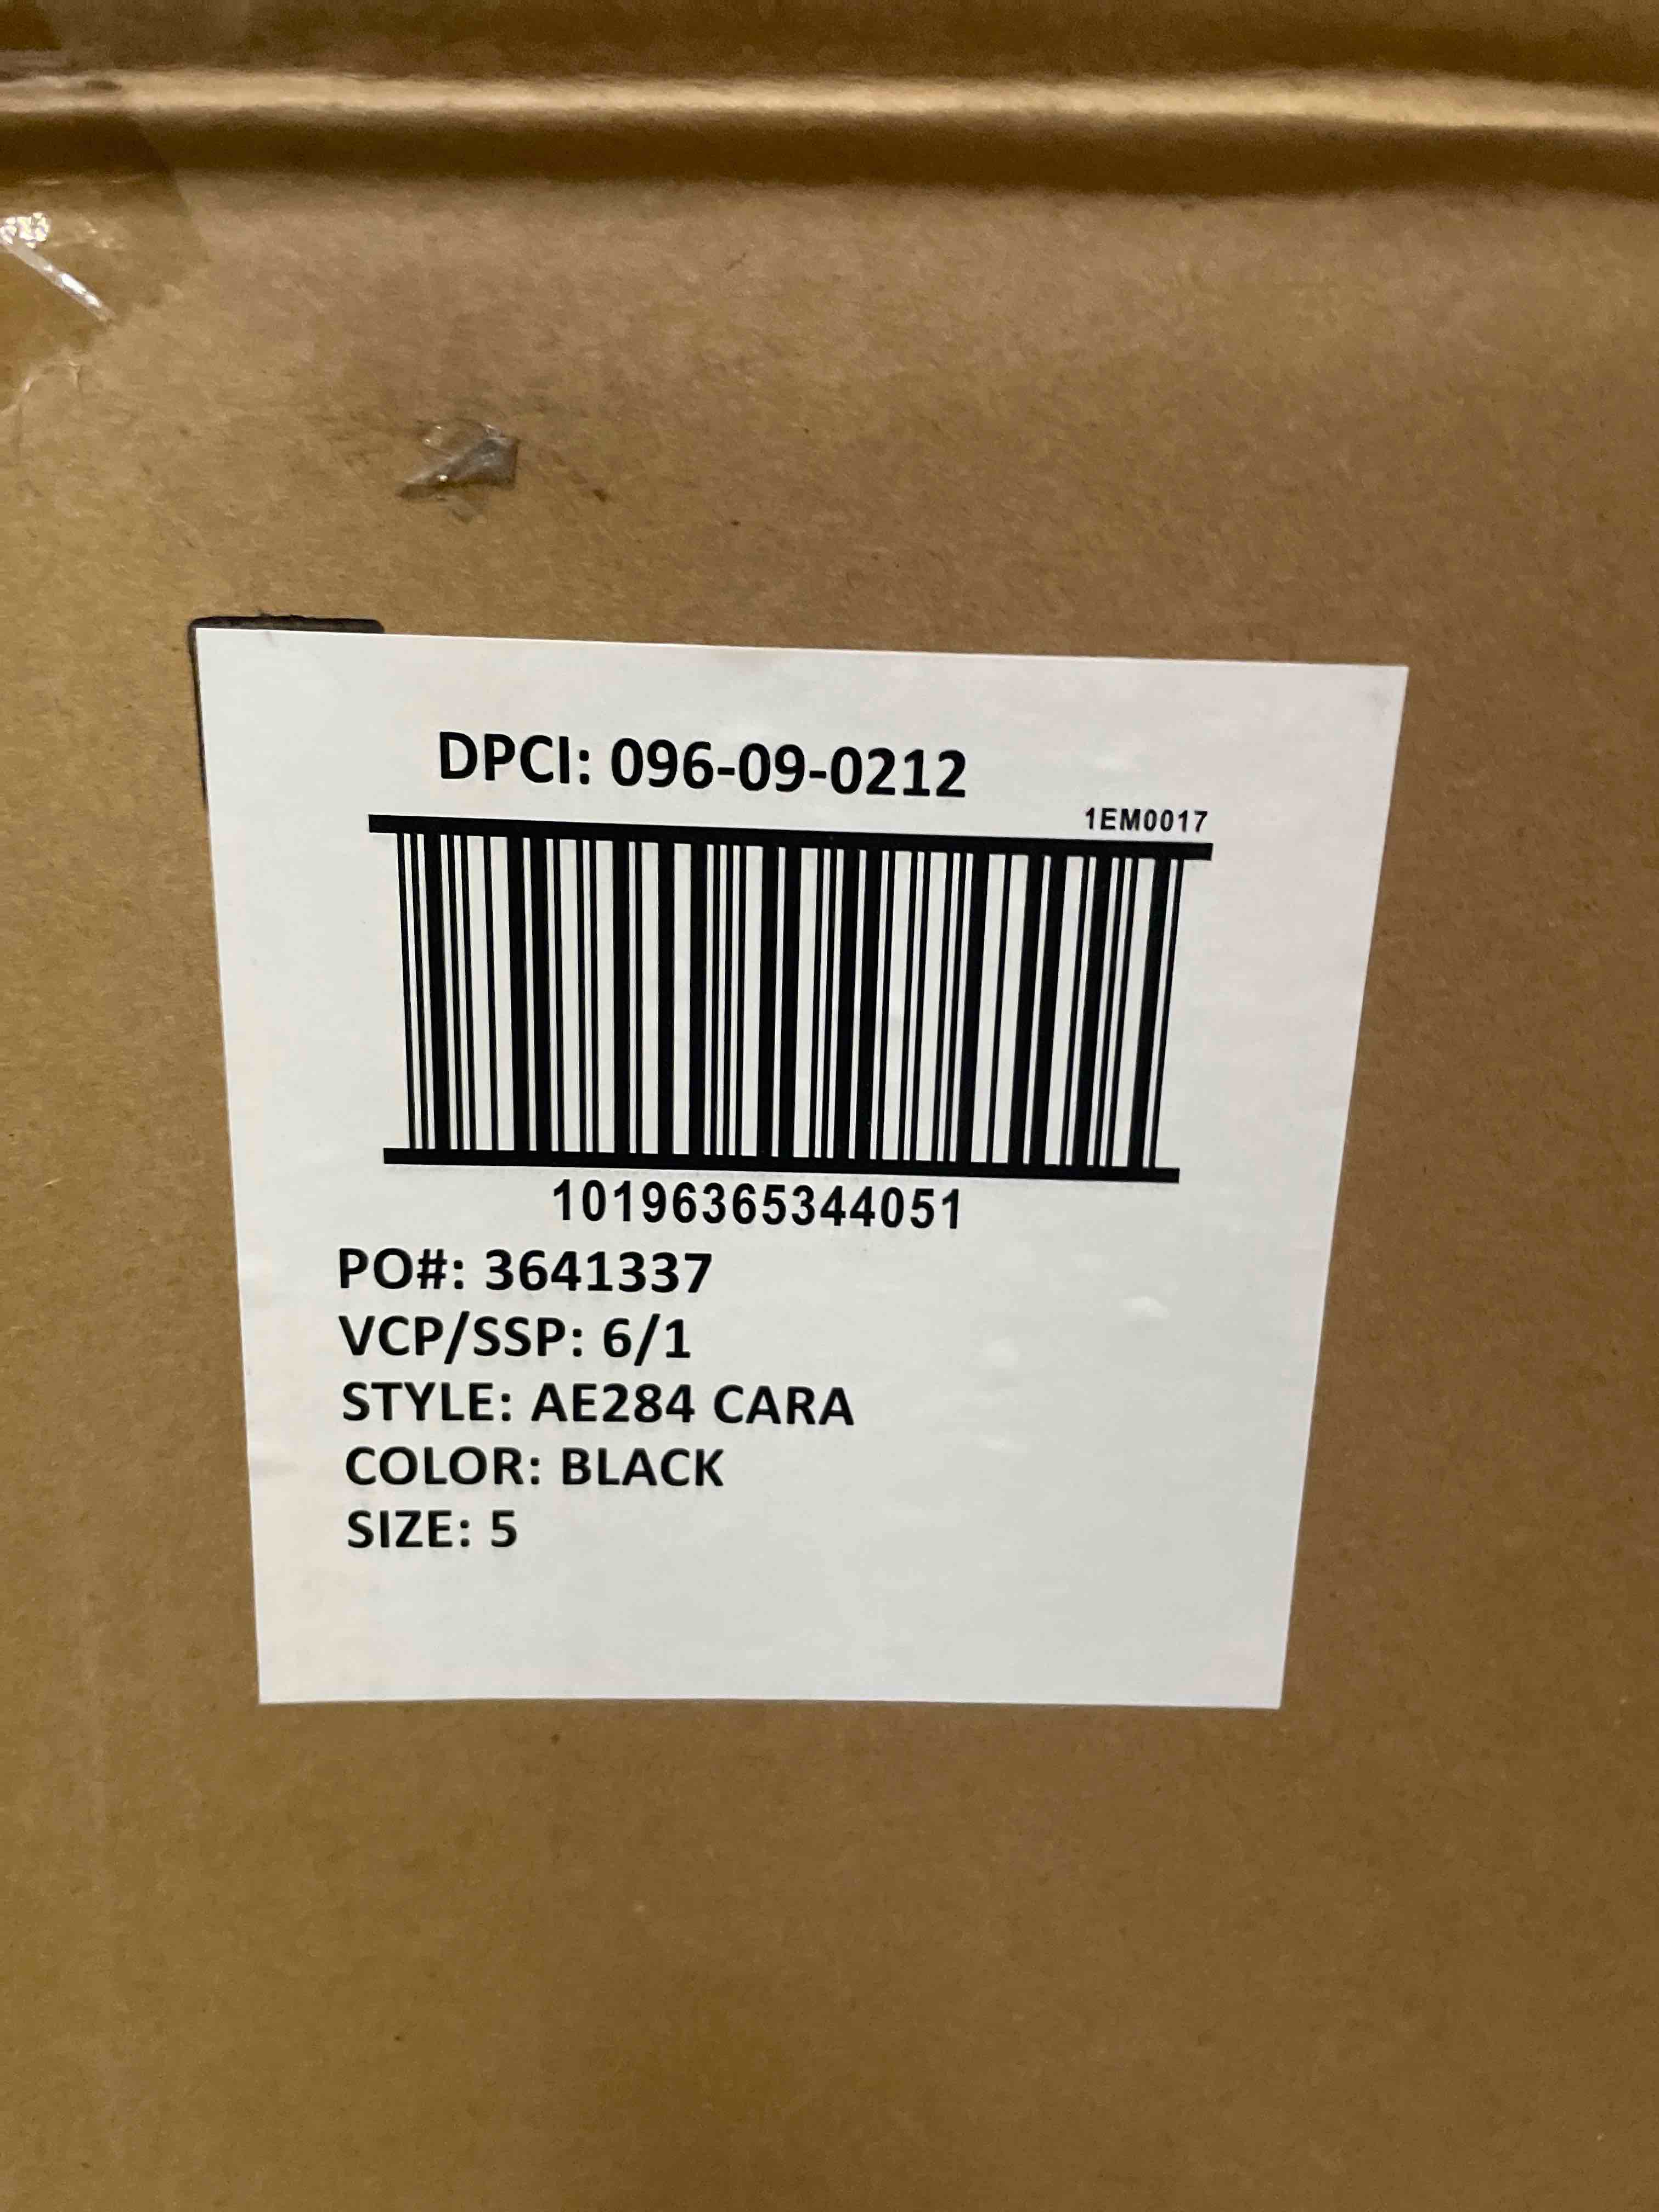 DPCI: 096-09-0212
1EM0017
10196365344051
PO#: 3641337
VCP/SSP: 6/1
STYLE: AE284 CARA
COLOR: BLACK
SIZE: 5